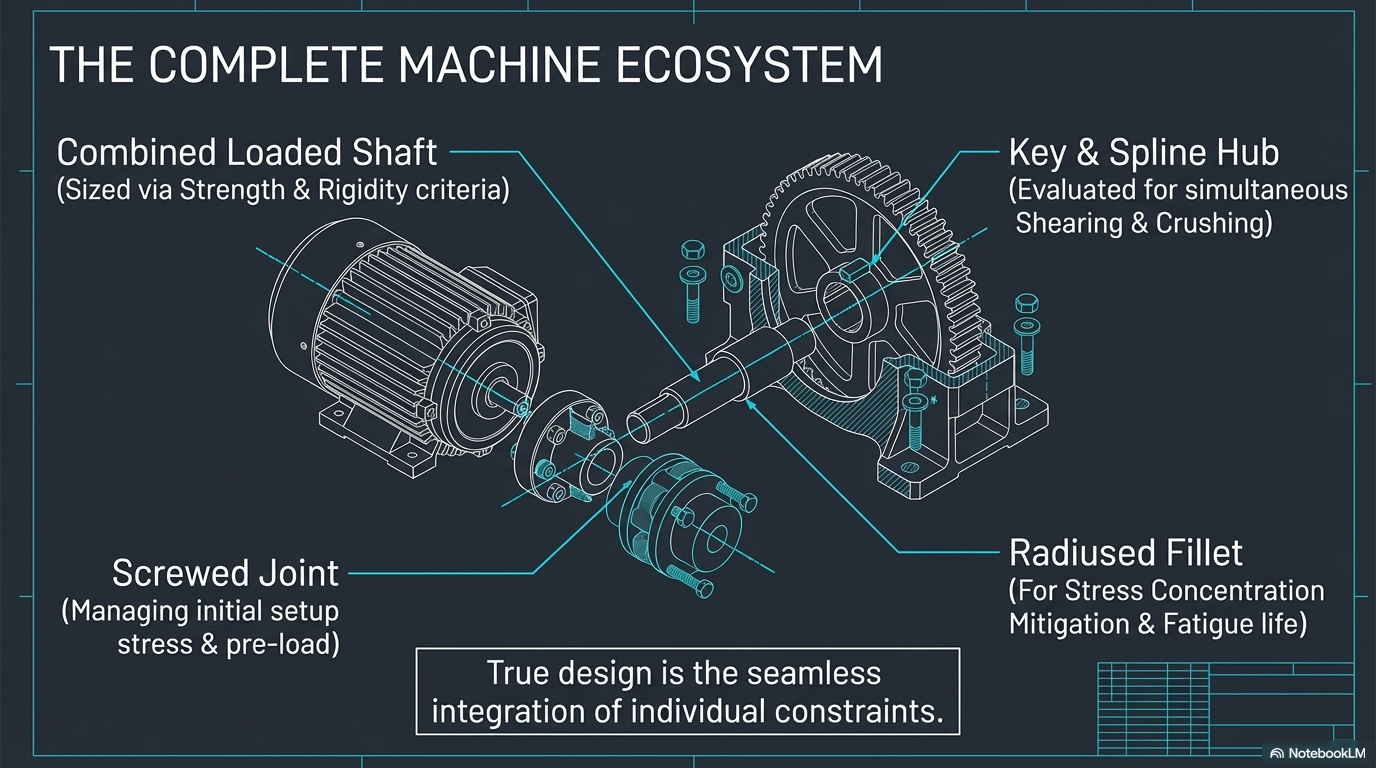 THE COMPLETE MACHINE ECOSYSTEM
Combined Loaded Shaft
(Sized via Strength & Rigidity criteria)
Key & Spline Hub
(Evaluated for simultaneous
Shearing & Crushing)
Screwed Joint
(Managing initial setup
stress & pre-load)
Radiused Fillet
(For Stress Concentration
Mitigation & Fatigue life)
True design is the seamless
integration of individual constraints.
NotebookLM